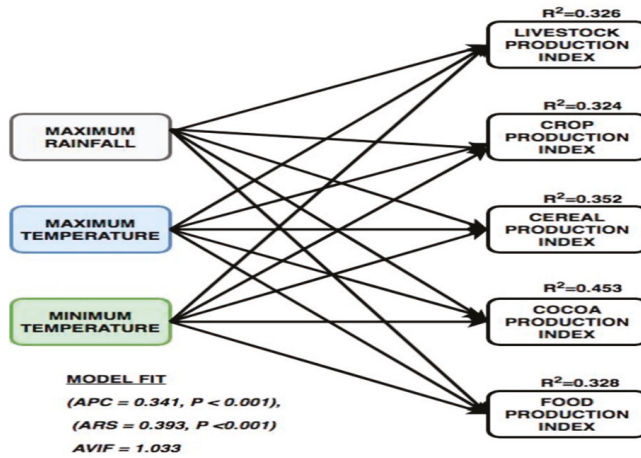 R²=0.326
LIVESTOCK
PRODUCTION
INDEX
R²=0.324
CROP
PRODUCTION
INDEX
MAXIMUM
RAINFALL
R²=0.352
CEREAL
PRODUCTION
INDEX
MAXIMUM
TEMPERATURE
R²=0.453
COCOA
PRODUCTION
INDEX
MINIMUM
TEMPERATURE
R²=0.328
FOOD
PRODUCTION
INDEX
MODEL FIT
(APC = 0.341, P < 0.001),
(ARS = 0.393, P <0.001)
AVIF = 1.033